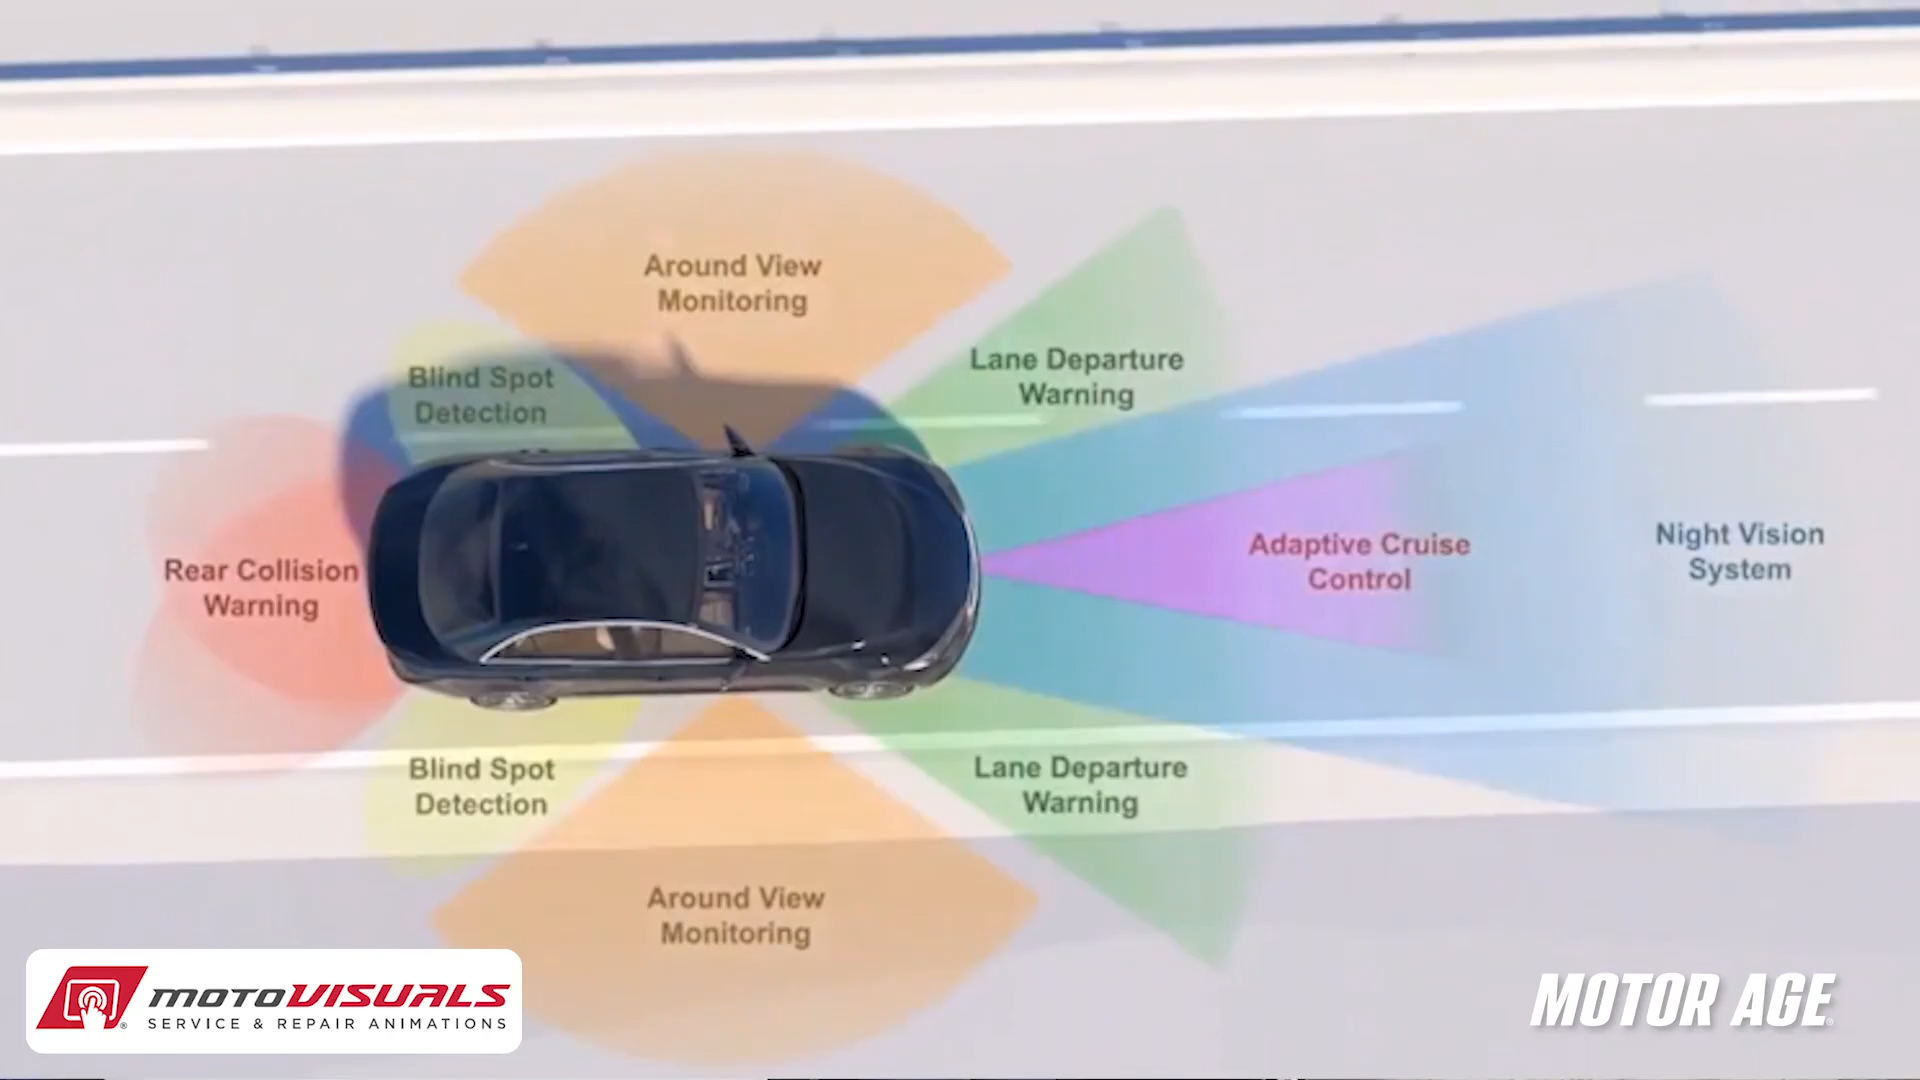 Around View
Monitoring
Blind Spot
Detection
Lane Departure
Warning
Rear Collision
Warning
Adaptive Cruise
Control
Night Vision
System
Blind Spot
Detection
Lane Departure
Warning
Around View
Monitoring
MOTOVISUALS®
SERVICE & REPAIR ANIMATIONS
MOTOR AGE®